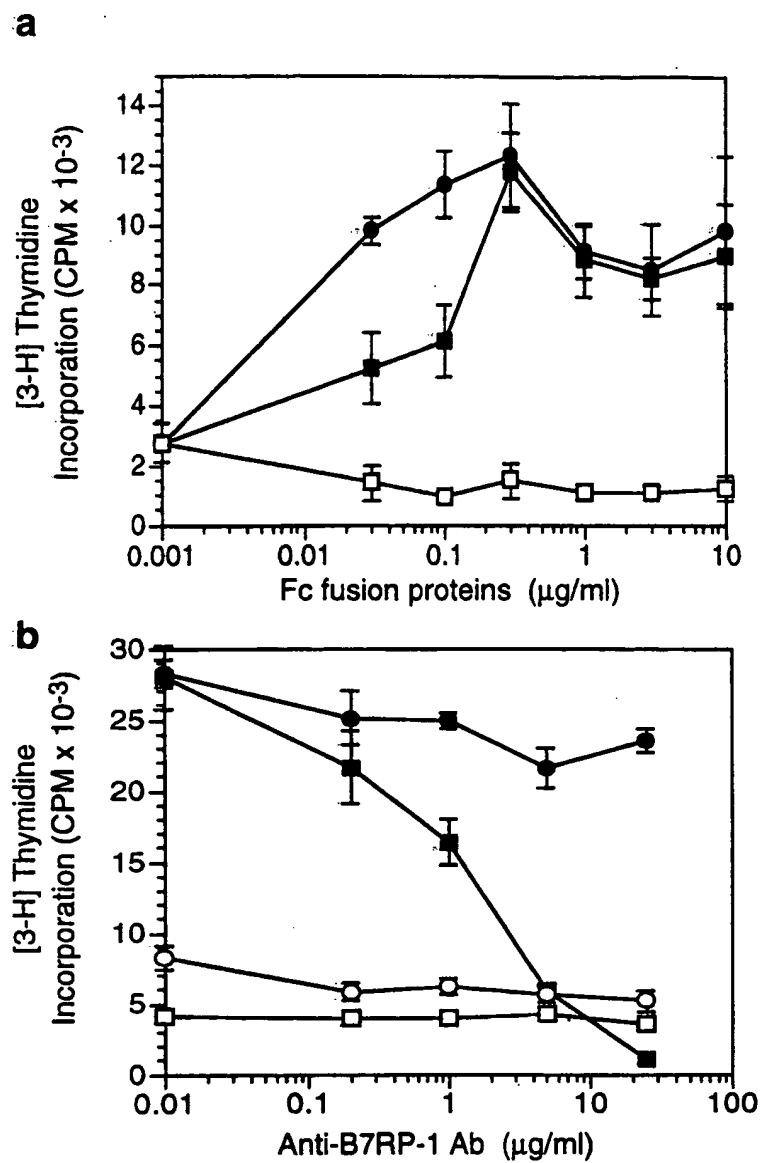 a
[3-H] Thymidine
Incorporation (CPM x 10-3)
14
12
10
8
6
4
2
0
0.001 0.01 0.1 1 10
Fc fusion proteins (μg/ml)
b
[3-H] Thymidine
Incorporation (CPM x 10-3)
30
25
20
15
10
5
0
0.01 0.1 1 10 100
Anti-B7RP-1 Ab (μg/ml)